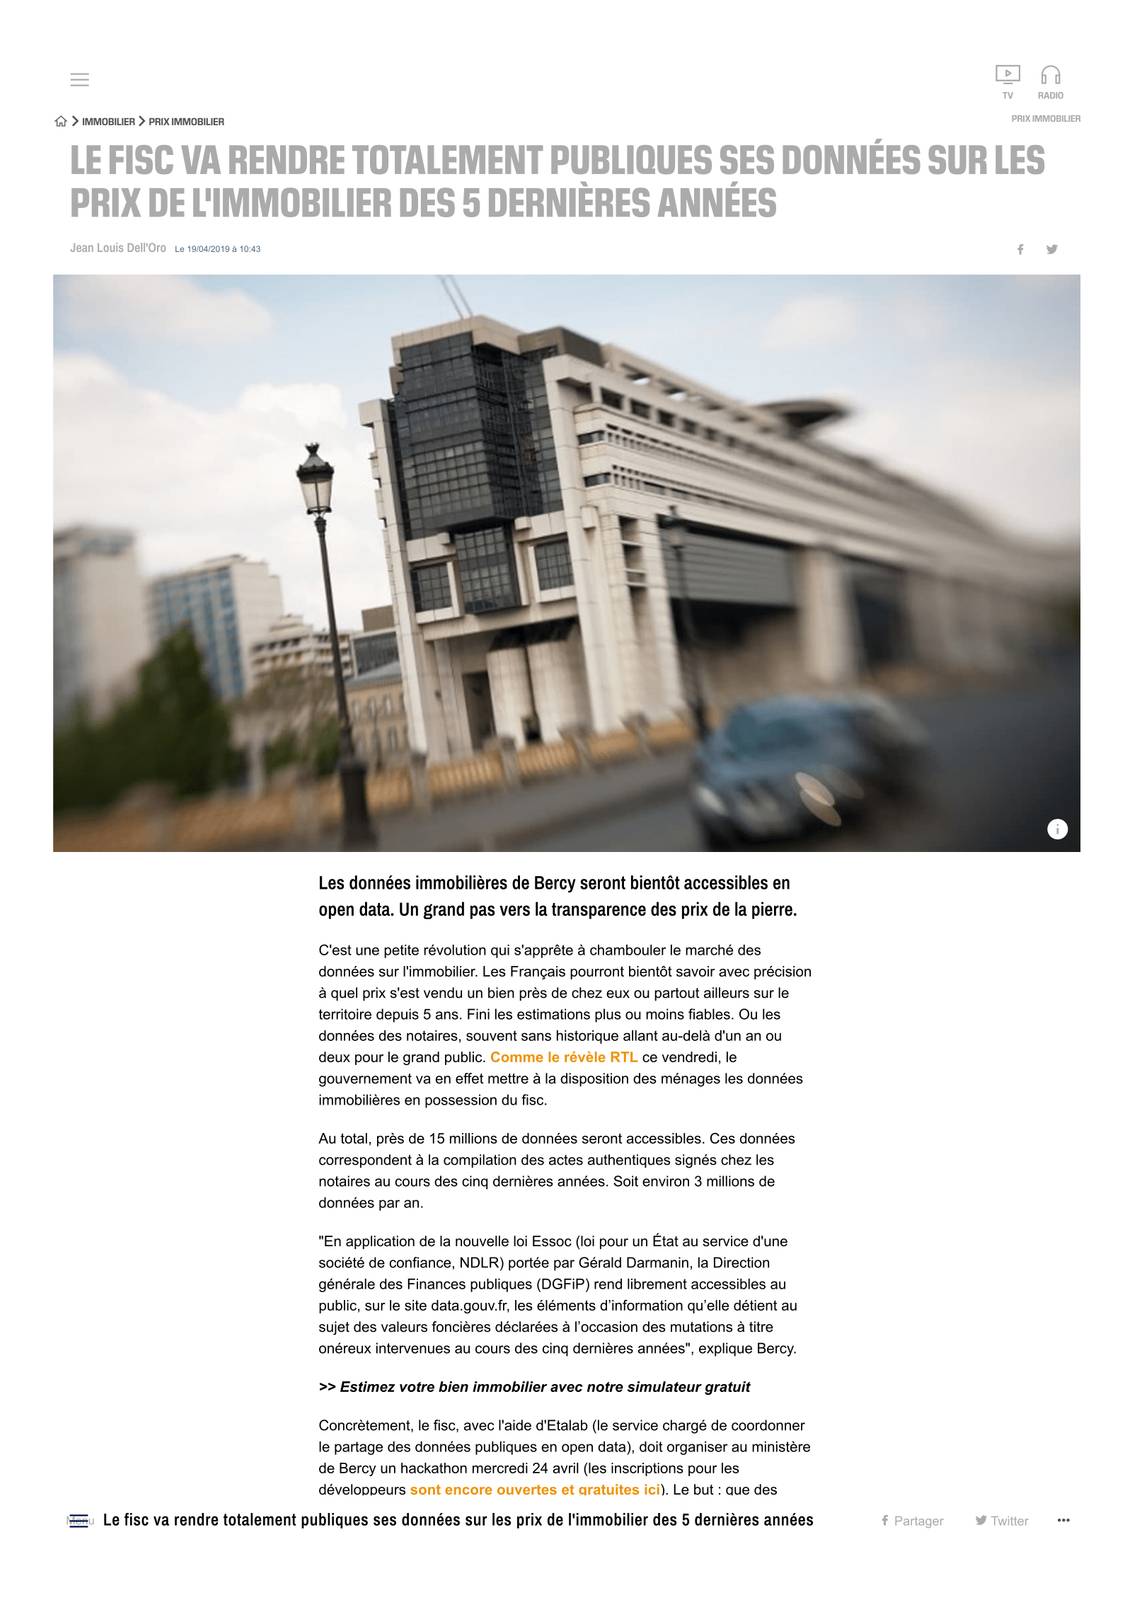 TV
RADIO
IMMOBILIER PRIX IMMOBILIER
PRIX IMMOBILIER
LE FISC VA RENDRE TOTALEMENT PUBLIQUES SES DONNÉES SUR LES
PRIX DE L'IMMOBILIER DES 5 DERNIÈRES ANNÉES
Jean Louis Dell'Oro Le 19/04/2019 à 10:43
Les données immobilières de Bercy seront bientôt accessibles en
open data. Un grand pas vers la transparence des prix de la pierre.
C'est une petite révolution qui s'apprête à chambouler le marché des
données sur l'immobilier. Les Français pourront bientôt savoir avec précision
à quel prix s'est vendu un bien près de chez eux ou partout ailleurs sur le
territoire depuis 5 ans. Fini les estimations plus ou moins fiables. Ou les
données des notaires, souvent sans historique allant au-delà d'un an ou
deux pour le grand public. Comme le révèle RTL ce vendredi, le
gouvernement va en effet mettre à la disposition des ménages les données
immobilières en possession du fisc.
Au total, près de 15 millions de données seront accessibles. Ces données
correspondent à la compilation des actes authentiques signés chez les
notaires au cours des cinq dernières années. Soit environ 3 millions de
données par an.
"En application de la nouvelle loi Essoc (loi pour un État au service d'une
société de confiance, NDLR) portée par Gérald Darmanin, la Direction
générale des Finances publiques (DGFiP) rend librement accessibles au
public, sur le site data.gouv.fr, les éléments d’information qu’elle détient au
sujet des valeurs foncières déclarées à l’occasion des mutations à titre
onéreux intervenues au cours des cinq dernières années", explique Bercy.
>> Estimez votre bien immobilier avec notre simulateur gratuit
Concrètement, le fisc, avec l'aide d'Etalab (le service chargé de coordonner
le partage des données publiques en open data), doit organiser au ministère
de Bercy un hackathon mercredi 24 avril (les inscriptions pour les
développeurs sont encore ouvertes et gratuites ici). Le but : que des
Menu Le fisc va rendre totalement publiques ses données sur les prix de l'immobilier des 5 dernières années Partager Twitter •••